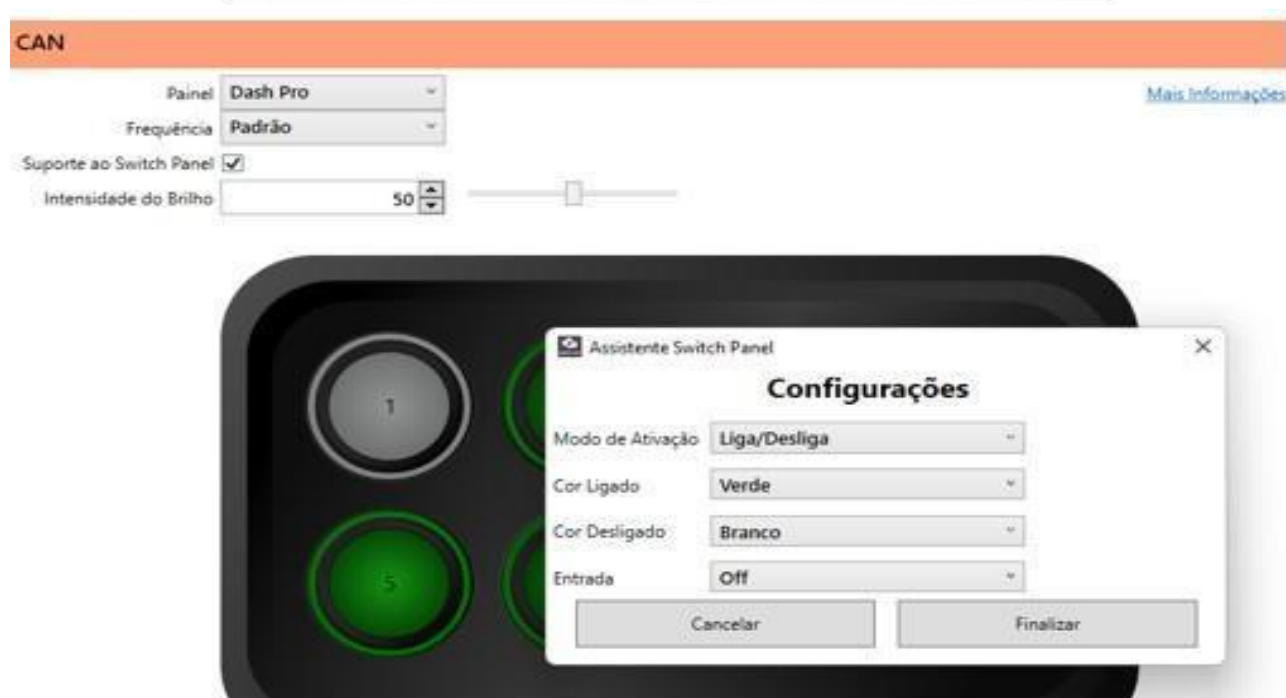 CAN
Painel Dash Pro
Mais Informações
Frequência Padrão
Suporte ao Switch Panel
Intensidade do Brilho 50
1
5
Assistente Switch Panel
Configurações
Modo de Ativação Liga/Desliga
Cor Ligado Verde
Cor Desligado Branco
Entrada Off
Cancelar Finalizar